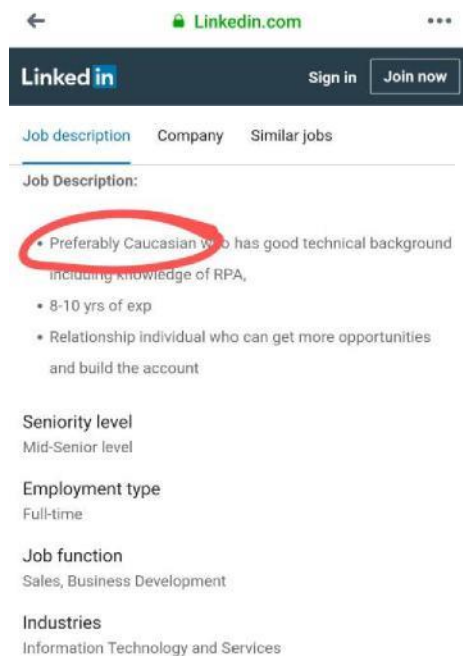 Linkedin.com
Linked in
Sign in
Join now
Job description
Company
Similar jobs
Job Description:
• Preferably Caucasian who has good technical background
including knowledge of RPA,
• 8-10 yrs of exp
• Relationship individual who can get more opportunities
and build the account
Seniority level
Mid-Senior level
Employment type
Full-time
Job function
Sales, Business Development
Industries
Information Technology and Services